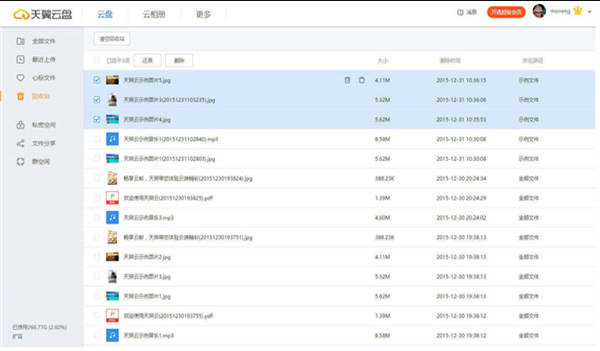 天翼云盘 云盘 云相册 更多 消息 开通超级会员 moneng
全部文件
最近上传
心标文件
回收站
私密空间
文件分享
群空间
已使用266.77G (2.60%)
扩容
清空回收站
已选中3项 还原 删除 大小 删除时间 原位路径
天翼云示例图片5.jpg 4.11M 2015-12-31 10:36:15 示例文件
天翼云示例图片3(20151231103235).jpg 5.32M 2015-12-31 10:36:06 示例文件
天翼云示例图片4.jpg 5.62M 2015-12-31 10:35:53 示例文件
天翼云示例音乐1(20151231102840).mp3 8.58M 2015-12-31 10:30:08 全部文件
天翼云示例图片1(20151231102803).jpg 5.62M 2015-12-31 10:30:08 全部文件
畅享云邮，天翼带您体验云端精彩(20151230193824).jpg 388.23K 2015-12-30 20:24:34 全部文件
欢迎使用天翼云(20151230193825).pdf 1.39M 2015-12-30 20:24:29 全部文件
天翼云示例音乐3.mp3 4.60M 2015-12-30 20:24:02 全部文件
畅享云邮，天翼带您体验云端精彩(20151230193751).jpg 388.23K 2015-12-30 19:38:13 全部文件
天翼云示例图片2.jpg 4.11M 2015-12-30 19:38:13 全部文件
天翼云示例图片3.jpg 5.32M 2015-12-30 19:38:13 全部文件
天翼云示例图片1.jpg 5.62M 2015-12-30 19:38:13 全部文件
欢迎使用天翼云(20151230193755).pdf 1.39M 2015-12-30 19:38:12 全部文件
天翼云示例音乐1.mp3 8.58M 2015-12-30 19:38:12 全部文件